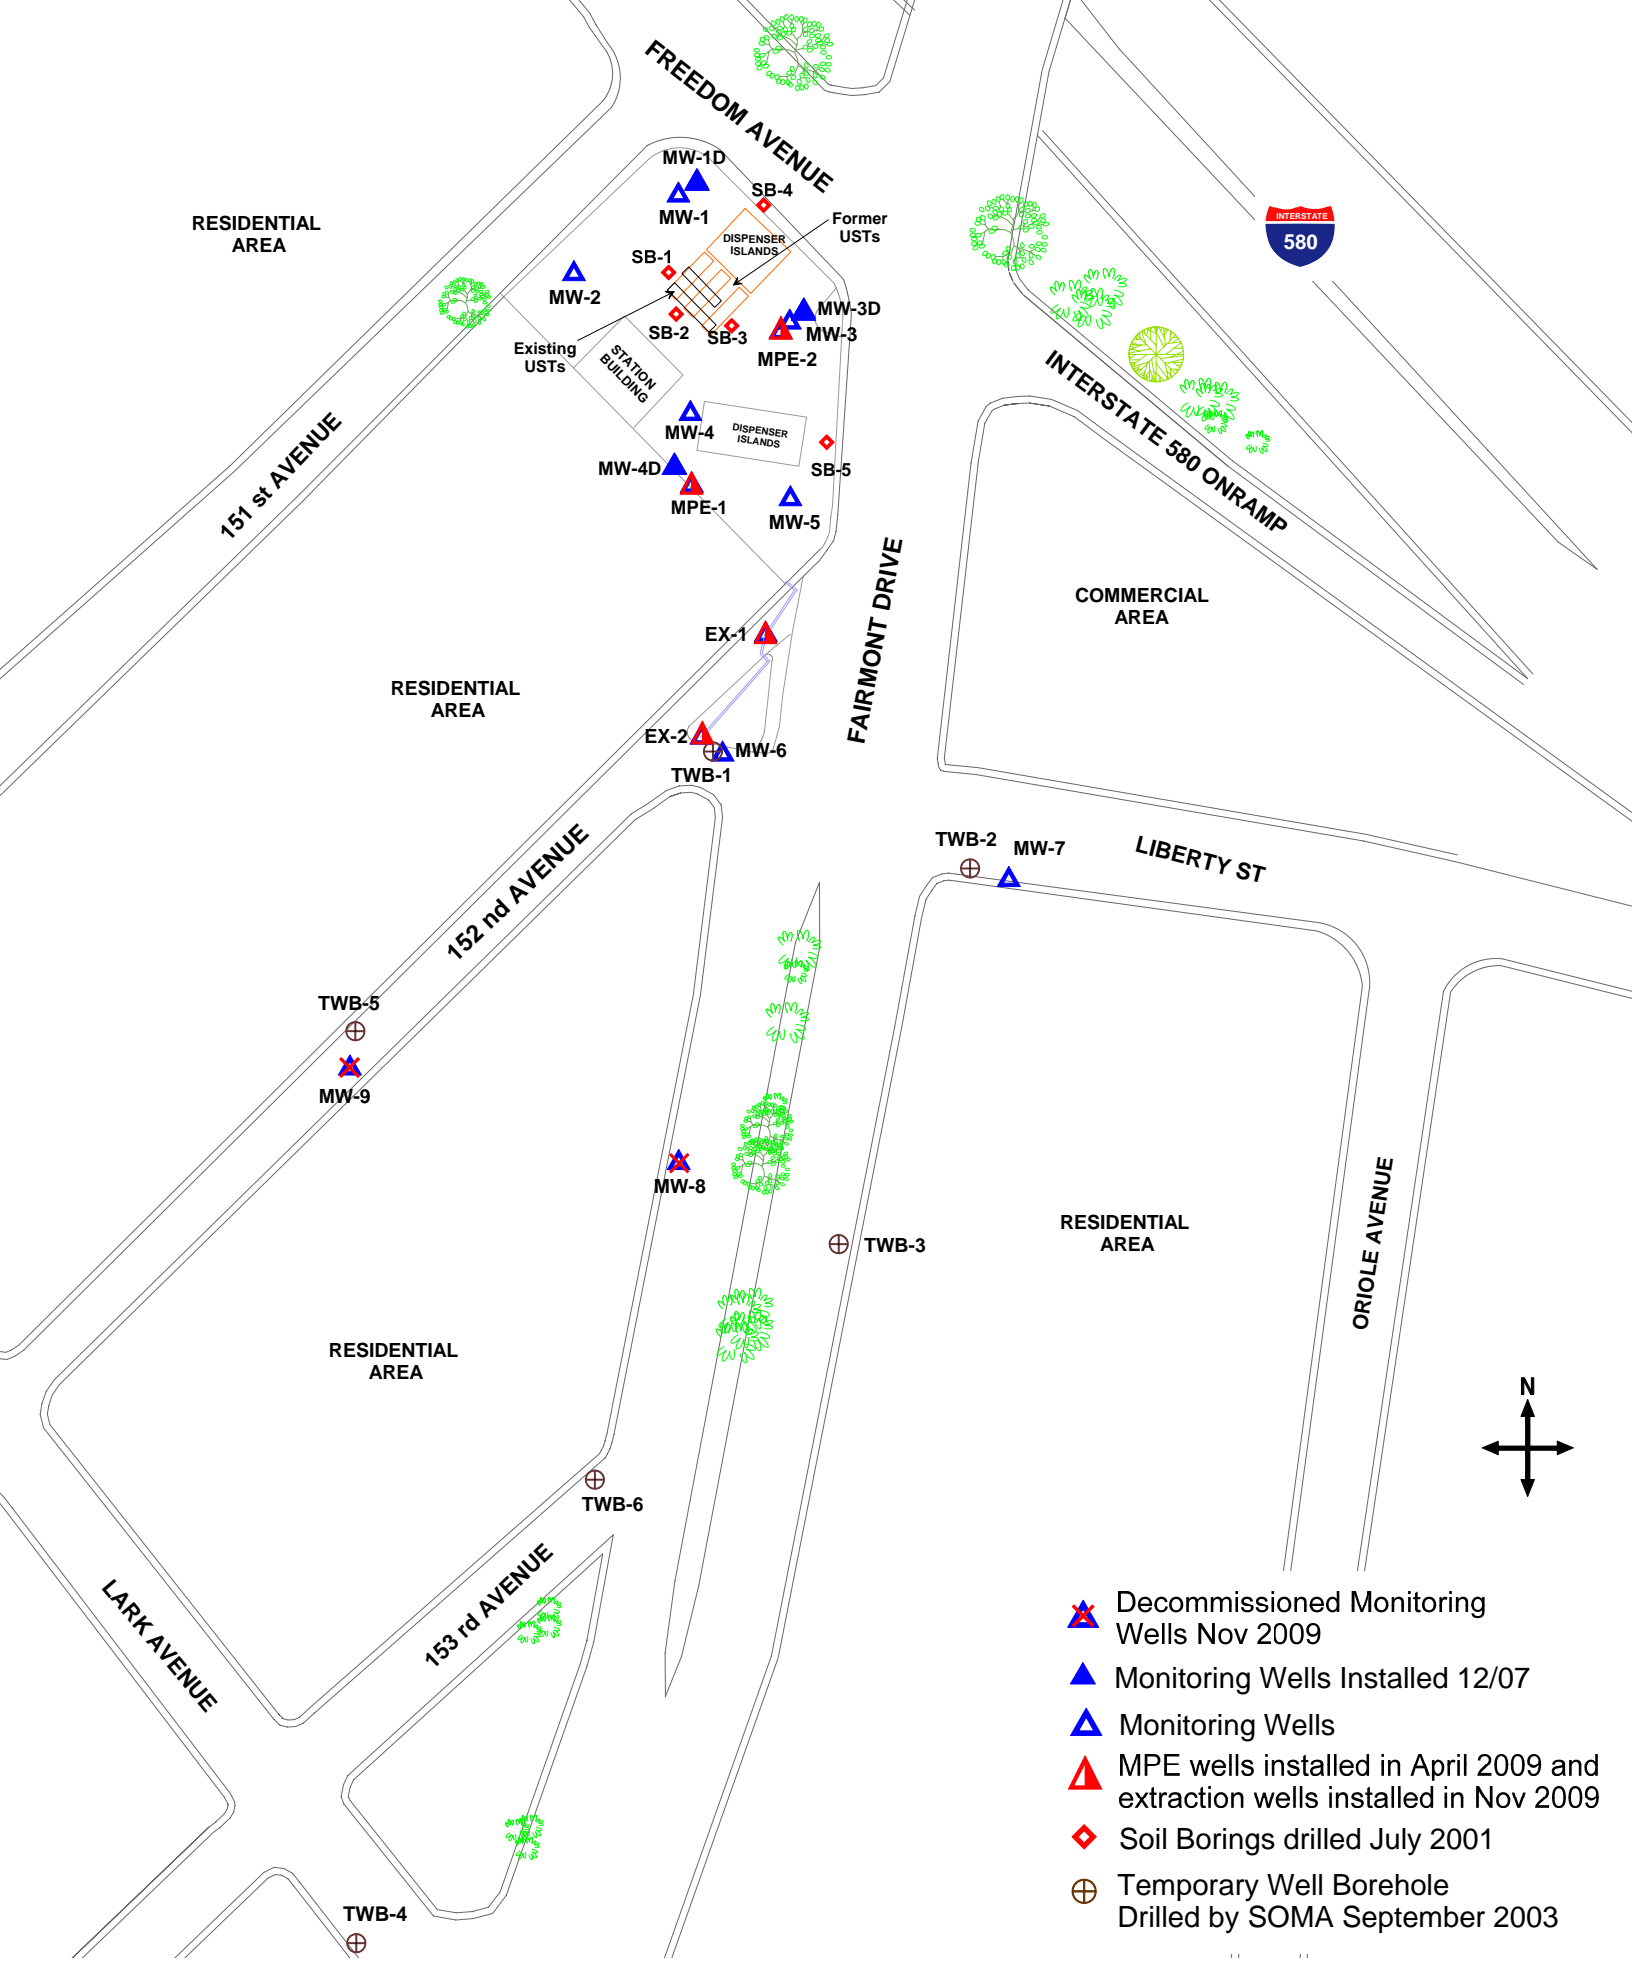 FREEDOM AVENUE
MW-1D
SB-4
MW-1
RESIDENTIAL
AREA
Former
USTs
INTERSTATE
580
DISPENSER
ISLANDS
SB-1
MW-2
MW-3D
SB-2
SB-3
MW-3
MPE-2
Existing
USTs
STATION
BUILDING
INTERSTATE 580 ONRAMP
MW-4
DISPENSER
ISLANDS
MW-4D
SB-5
151 st AVENUE
MPE-1
MW-5
FAIRMONT DRIVE
COMMERCIAL
AREA
EX-1
RESIDENTIAL
AREA
EX-2
MW-6
TWB-1
TWB-2
MW-7
LIBERTY ST
152 nd AVENUE
TWB-5
MW-9
MW-8
TWB-3
RESIDENTIAL
AREA
ORIOLE AVENUE
RESIDENTIAL
AREA
N
TWB-6
LARK AVENUE
153 rd AVENUE
TWB-4
Decommissioned Monitoring
Wells Nov 2009
Monitoring Wells Installed 12/07
Monitoring Wells
MPE wells installed in April 2009 and
extraction wells installed in Nov 2009
Soil Borings drilled July 2001
Temporary Well Borehole
Drilled by SOMA September 2003